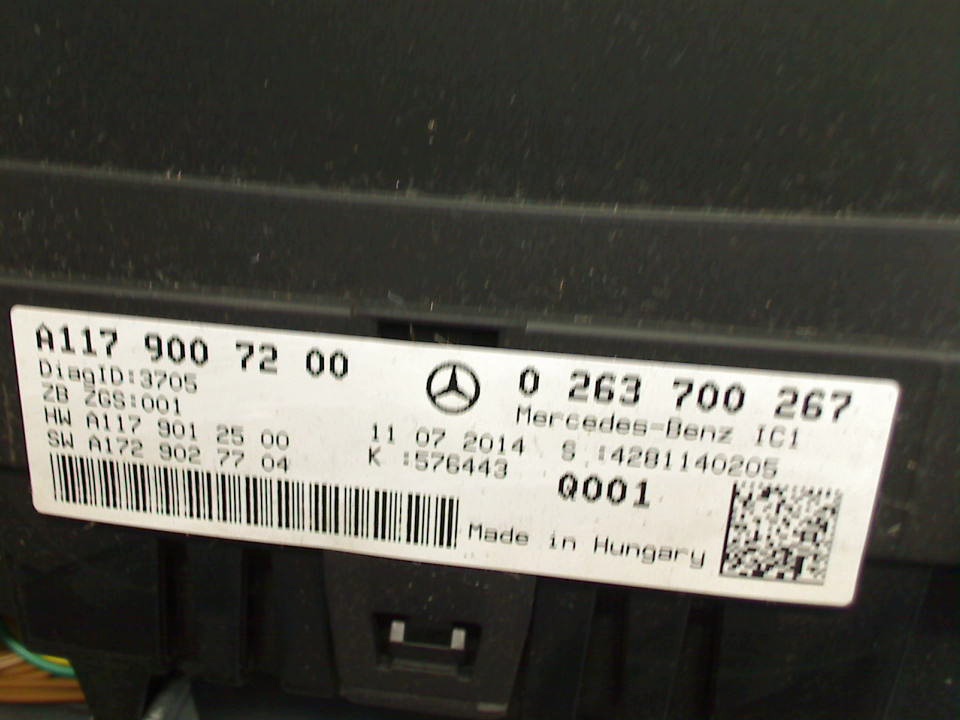 A117 900 72 00 0 263 700 267
DiagID:3705 Mercedes-Benz IC1
ZB ZGS:001
HW A117 901 25 00 11 07 2014 S :4281140205
SW A172 902 77 04 K :576443
Q001
Made in Hungary